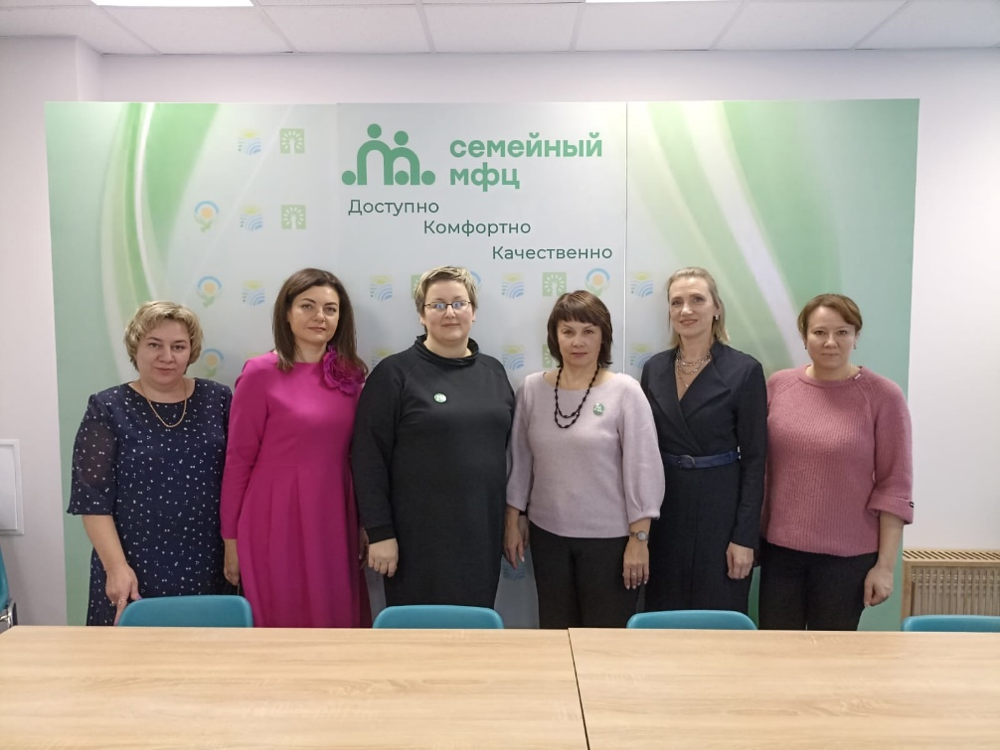 семейный
мфц
Доступно
Комфортно
Качественно